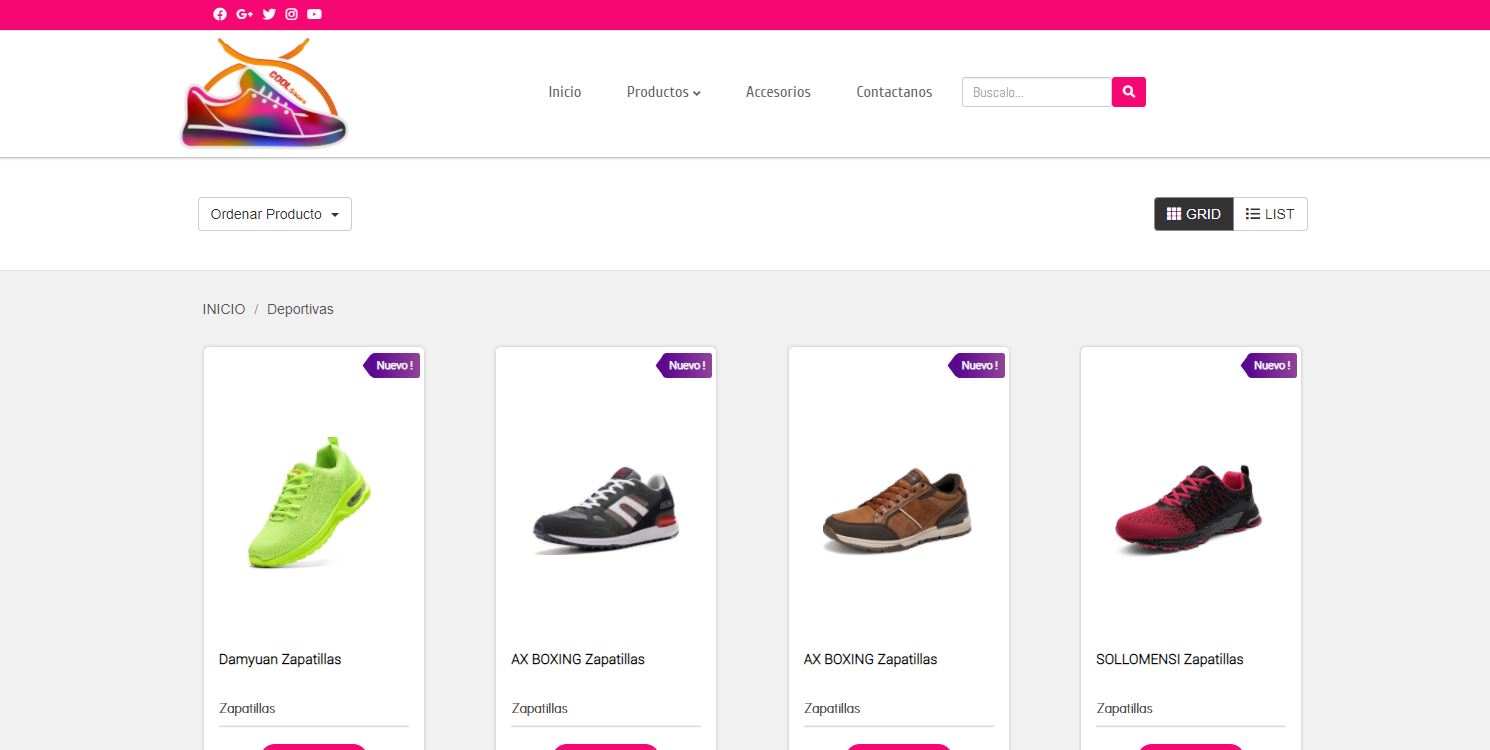 COOL Shoes
Inicio
Productos
Accesorios
Contactanos
Buscalo...
Ordenar Producto
GRID
LIST
INICIO / Deportivas
Nuevo !
Nuevo !
Nuevo !
Nuevo !
Damyuan Zapatillas
AX BOXING Zapatillas
AX BOXING Zapatillas
SOLLOMENSI Zapatillas
Zapatillas
Zapatillas
Zapatillas
Zapatillas